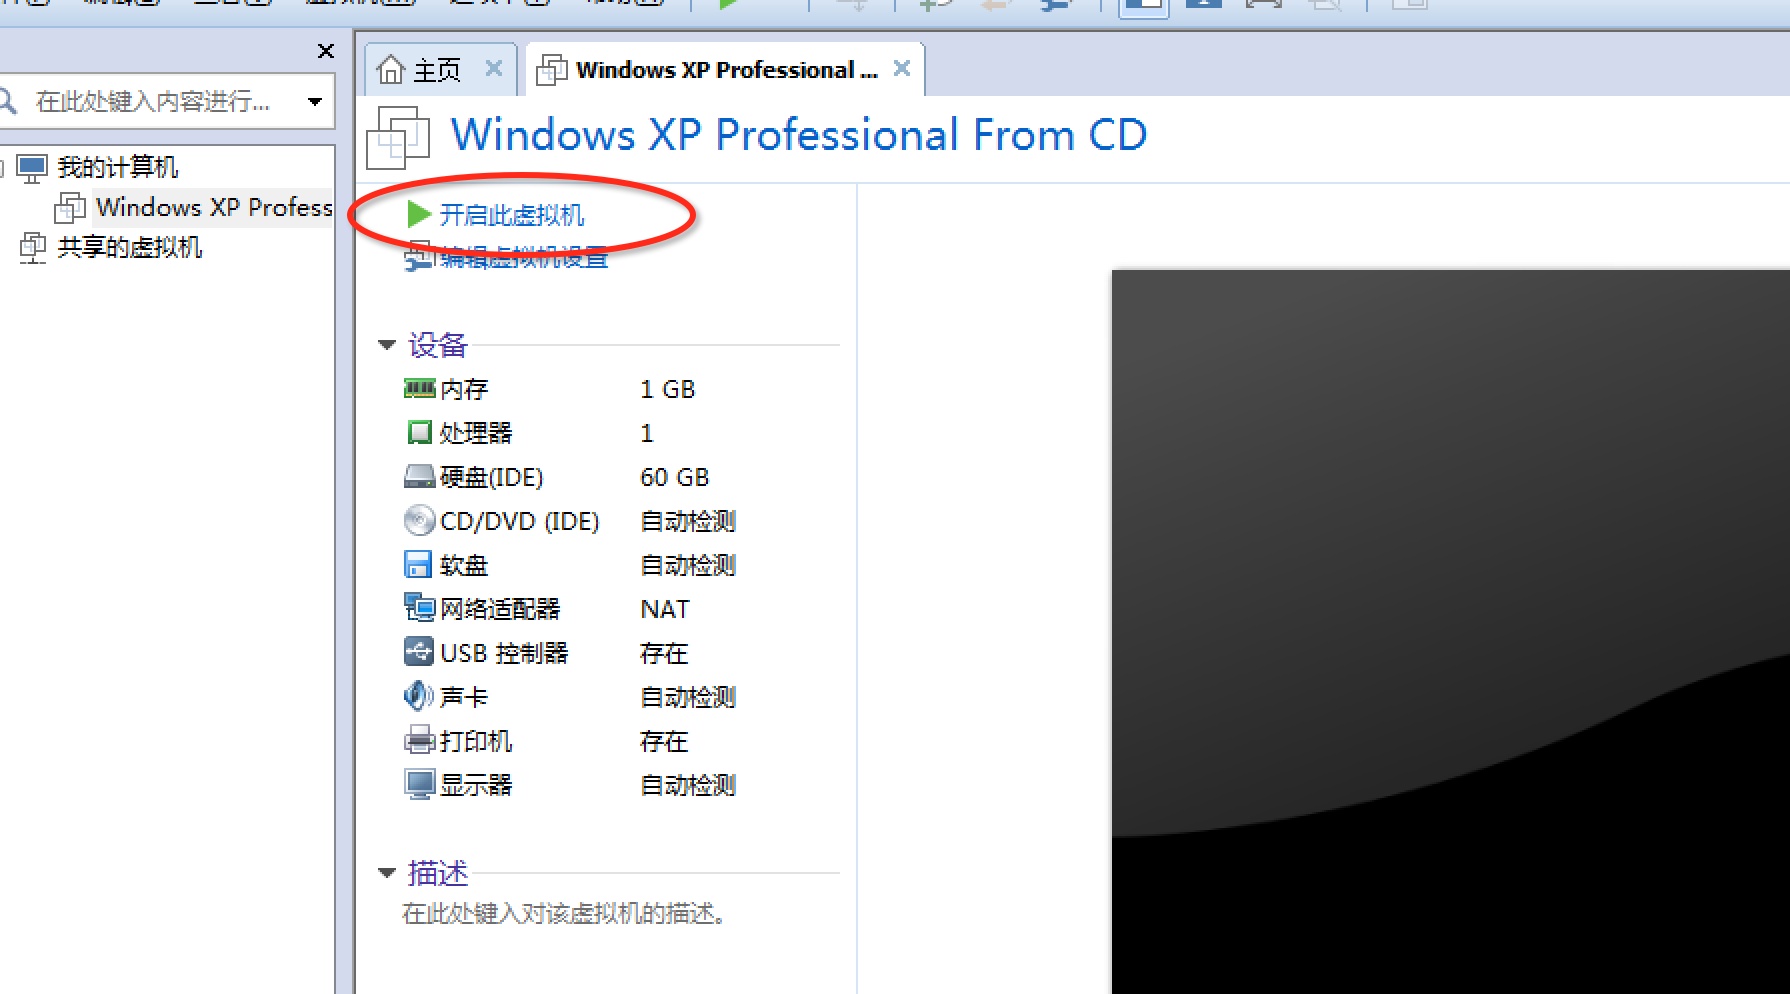 主页
Windows XP Professional ...
在此处键入内容进行...
Windows XP Professional From CD
我的计算机
Windows XP Profess
共享的虚拟机
开启此虚拟机
编辑虚拟机设置
设备
内存 1 GB
处理器 1
硬盘(IDE) 60 GB
CD/DVD (IDE) 自动检测
软盘 自动检测
网络适配器 NAT
USB 控制器 存在
声卡 自动检测
打印机 存在
显示器 自动检测
描述
在此处键入对该虚拟机的描述。